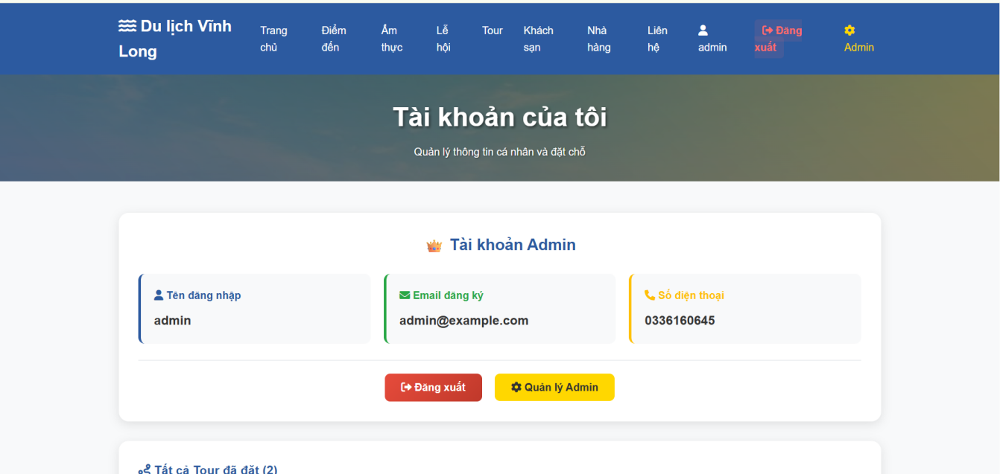 Du lịch Vĩnh
Long
Trang
chủ
Điểm
đến
Ẩm
thực
Lễ
hội
Tour
Khách
sạn
Nhà
hàng
Liên
hệ
admin
Đăng
xuất
Admin
Tài khoản của tôi
Quản lý thông tin cá nhân và đặt chỗ
Tài khoản Admin
Tên đăng nhập
admin
Email đăng ký
admin@example.com
Số điện thoại
0336160645
Đăng xuất
Quản lý Admin
Tất cả Tour đã đặt (2)